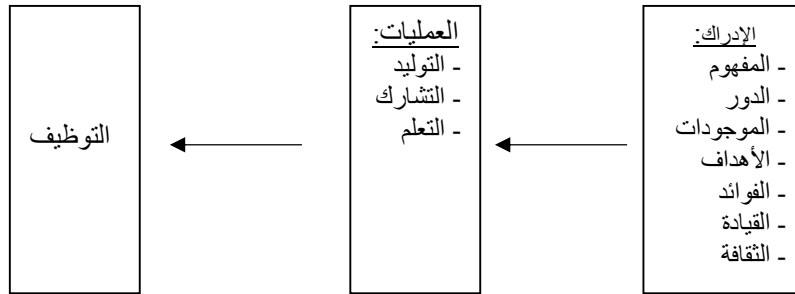 الإدراك:
- المفهوم
- الدور
- الموجودات
- الأهداف
- الفوائد
- القيادة
- الثقافة
العمليات:
- التوليد
- التشارك
- التعلم
التوظيف